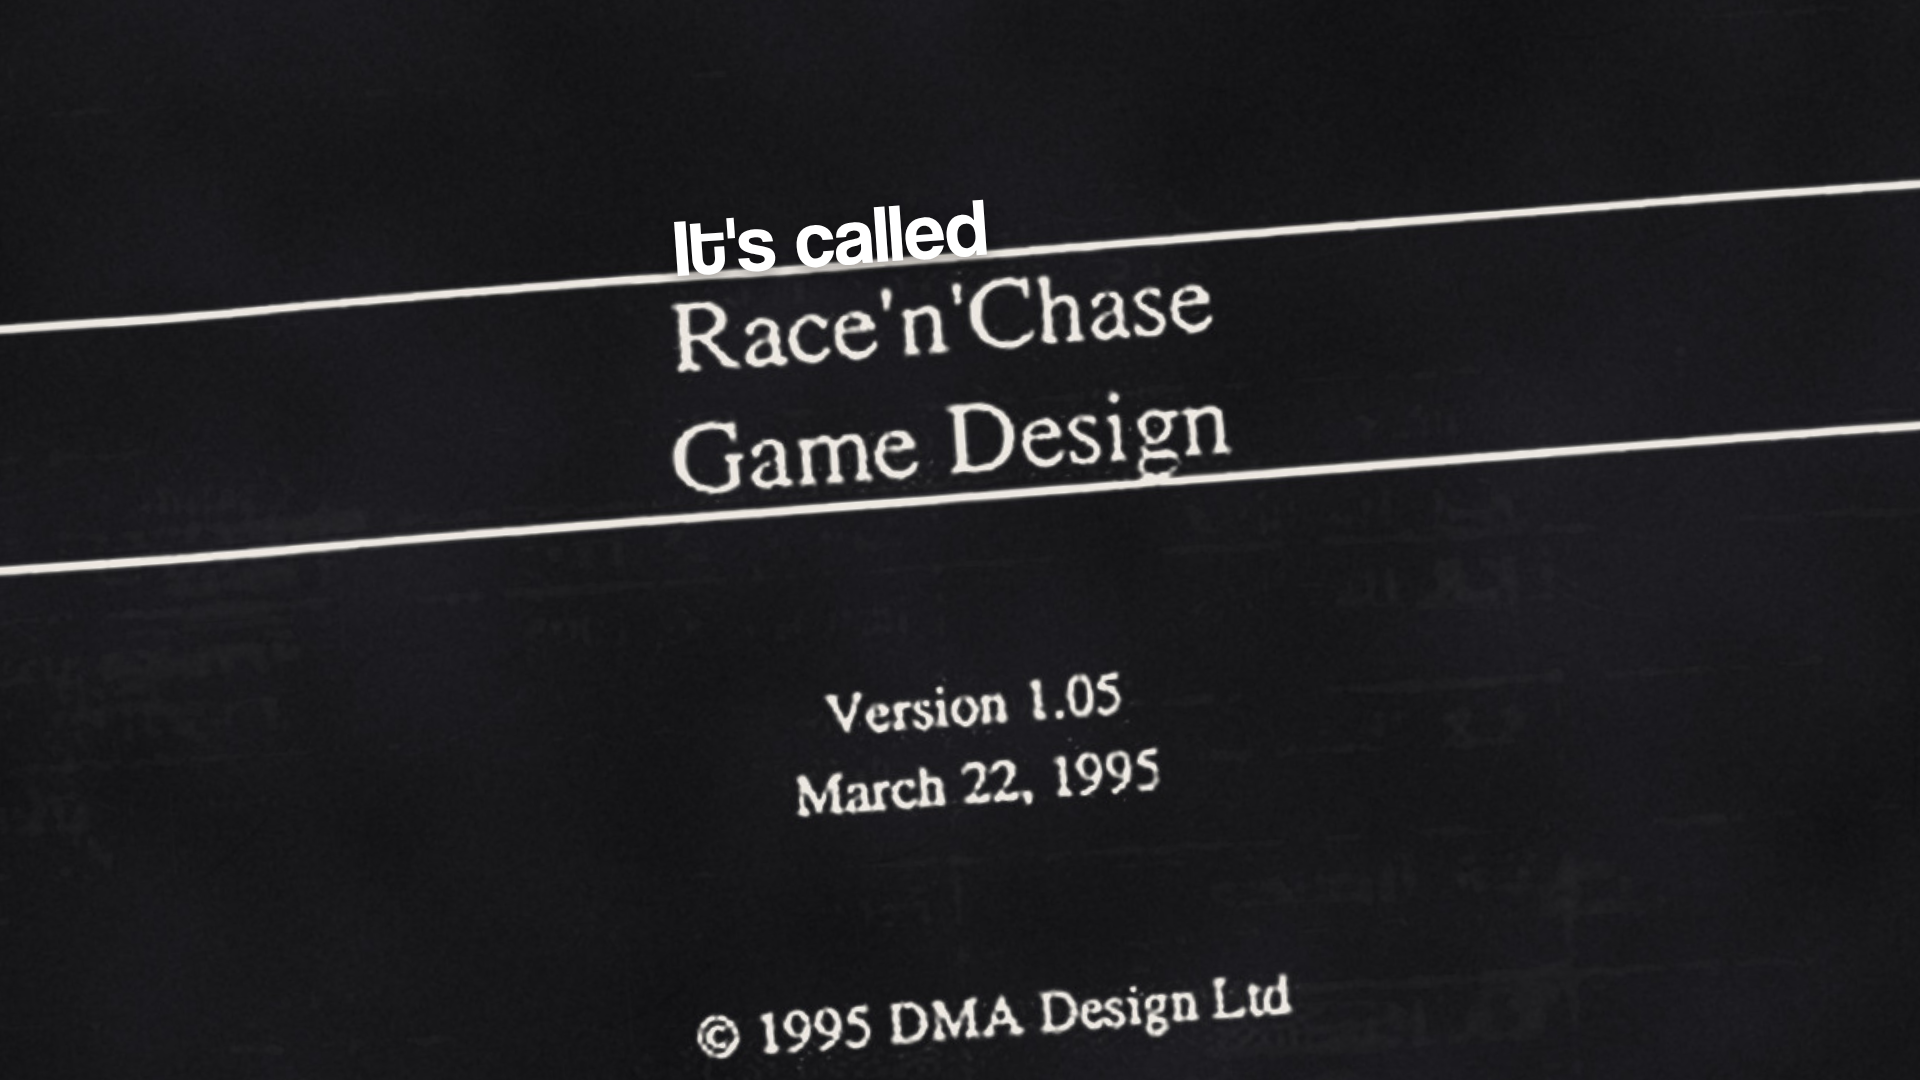 It's called
Race'n'Chase
Game Design
Version 1.05
March 22, 1995
© 1995 DMA Design Ltd